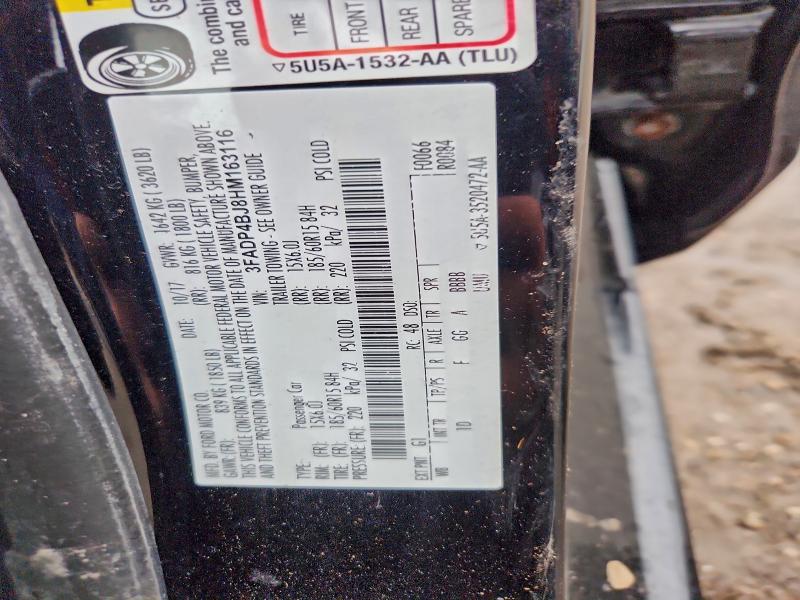 The combin
and ca
TIRE FRONT REAR SPARE
5U5A-1532-AA (TLU)
MFD. BY FORD MOTOR CO.
DATE: 10/17 GVWR: 1642 KG ( 3620 LB)
GAWR: (FR): 839 KG ( 1850 LB) (RR): 816 KG ( 1800 LB)
THIS VEHICLE CONFORMS TO ALL APPLICABLE FEDERAL MOTOR VEHICLE SAFETY, BUMPER,
AND THEFT PREVENTION STANDARDS IN EFFECT ON THE DATE OF MANUFACTURE SHOWN ABOVE.
VIN: 3FADP4BJ8HM163116
TYPE: Passenger Car TRAILER TOWING - SEE OWNER GUIDE
RIM: (FR): 15X6.0J (RR): 15X6.0J
TIRE: (FR): 185/60R15 84H (RR): 185/60R15 84H
PRESSURE (FR): 220 kPa/ 32 PSI COLD (RR): 220 kPa/ 32 PSI COLD
F0066
R0084
RC: 48 DSO:
EXT PNT: G1
WB INT TR TP/PS R AXLE TR SPR
1D F GG A BBBB
5U5A-3520472-AA